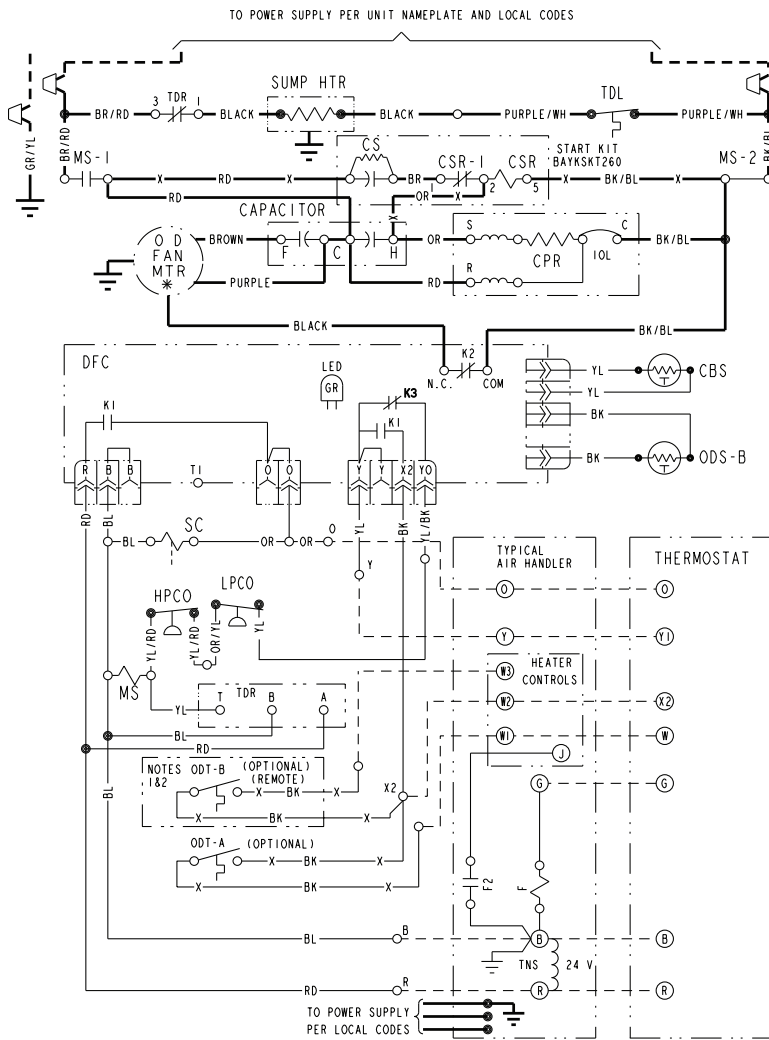 TO POWER SUPPLY PER UNIT NAMEPLATE AND LOCAL CODES
SUMP HTR
TDL
3 TDR 1
BR/RD BLACK BLACK PURPLE/WH PURPLE/WH
GR/YL
BR/RD
BK/BL
MS-1
CS
CSR-1
CSR
START KIT
BAYKSKT260
MS-2
X RD X BR 1 2 5 X BK/BL X
RD
OR X
X
CAPACITOR
O D
FAN
MTR
*
BROWN F C H OR S CPR IOL C BK/BL
PURPLE
RD R
BLACK
BK/BL
DFC
LED
GR
K2
N.C. COM
YL CBS
YL
BK
BK ODS-B
K1
K3
K1
R B B T1 O O Y Y X2 YO
RD
BL
YL
BK
YL/BK
SC
BL OR OR O
Y
TYPICAL
AIR HANDLER
THERMOSTAT
O O
HPCO
LPCO
YL/RD
YL/RD
OR/YL
YL
Y Y1
W3 HEATER
CONTROLS
MS
TDR
YL T B A
W2 X2
BL
RD
W1 W
J
BL
NOTES
1&2
ODT-B (OPTIONAL)
(REMOTE)
X BK X
X2
X BK X
G G
ODT-A (OPTIONAL)
X BK X
X BK X
F2
F
BL B B B
TNS 24 V
RD R R R
TO POWER SUPPLY
PER LOCAL CODES